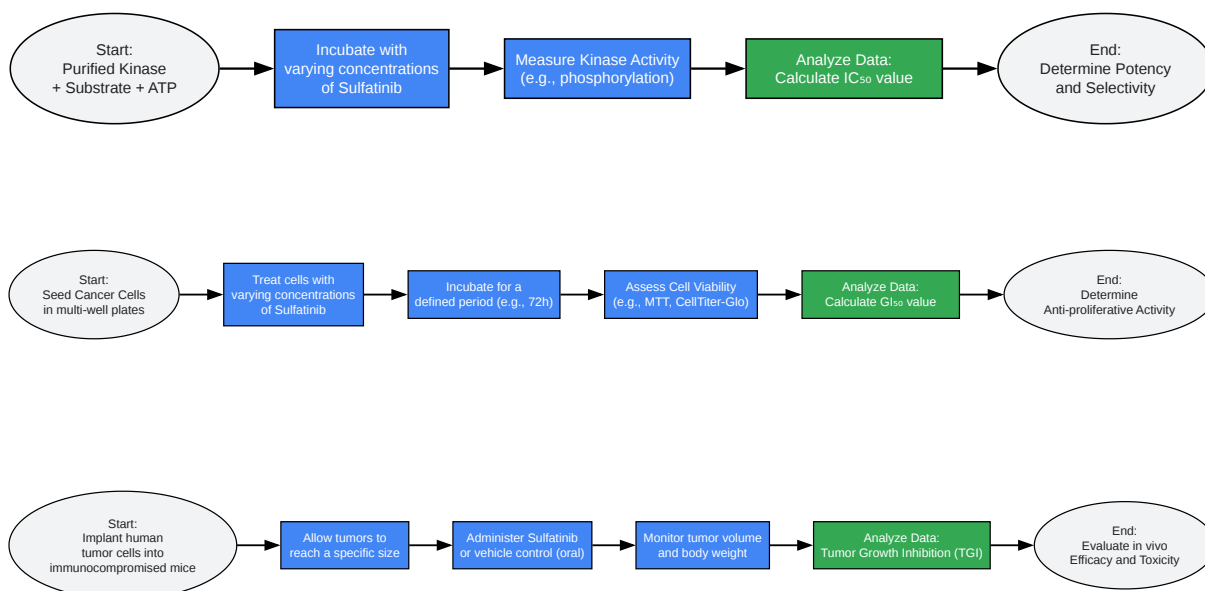 Start:
Purified Kinase
+ Substrate + ATP
Incubate with
varying concentrations
of Sulfatinib
Measure Kinase Activity
(e.g., phosphorylation)
Analyze Data:
Calculate IC₅₀ value
End:
Determine Potency
and Selectivity
Start:
Seed Cancer Cells
in multi-well plates
Treat cells with
varying concentrations
of Sulfatinib
Incubate for a
defined period (e.g., 72h)
Assess Cell Viability
(e.g., MTT, CellTiter-Glo)
Analyze Data:
Calculate GI₅₀ value
End:
Determine
Anti-proliferative Activity
Start:
Implant human
tumor cells into
immunocompromised mice
Allow tumors to
reach a specific size
Administer Sulfatinib
or vehicle control (oral)
Monitor tumor volume
and body weight
Analyze Data:
Tumor Growth Inhibition (TGI)
End:
Evaluate in vivo
Efficacy and Toxicity